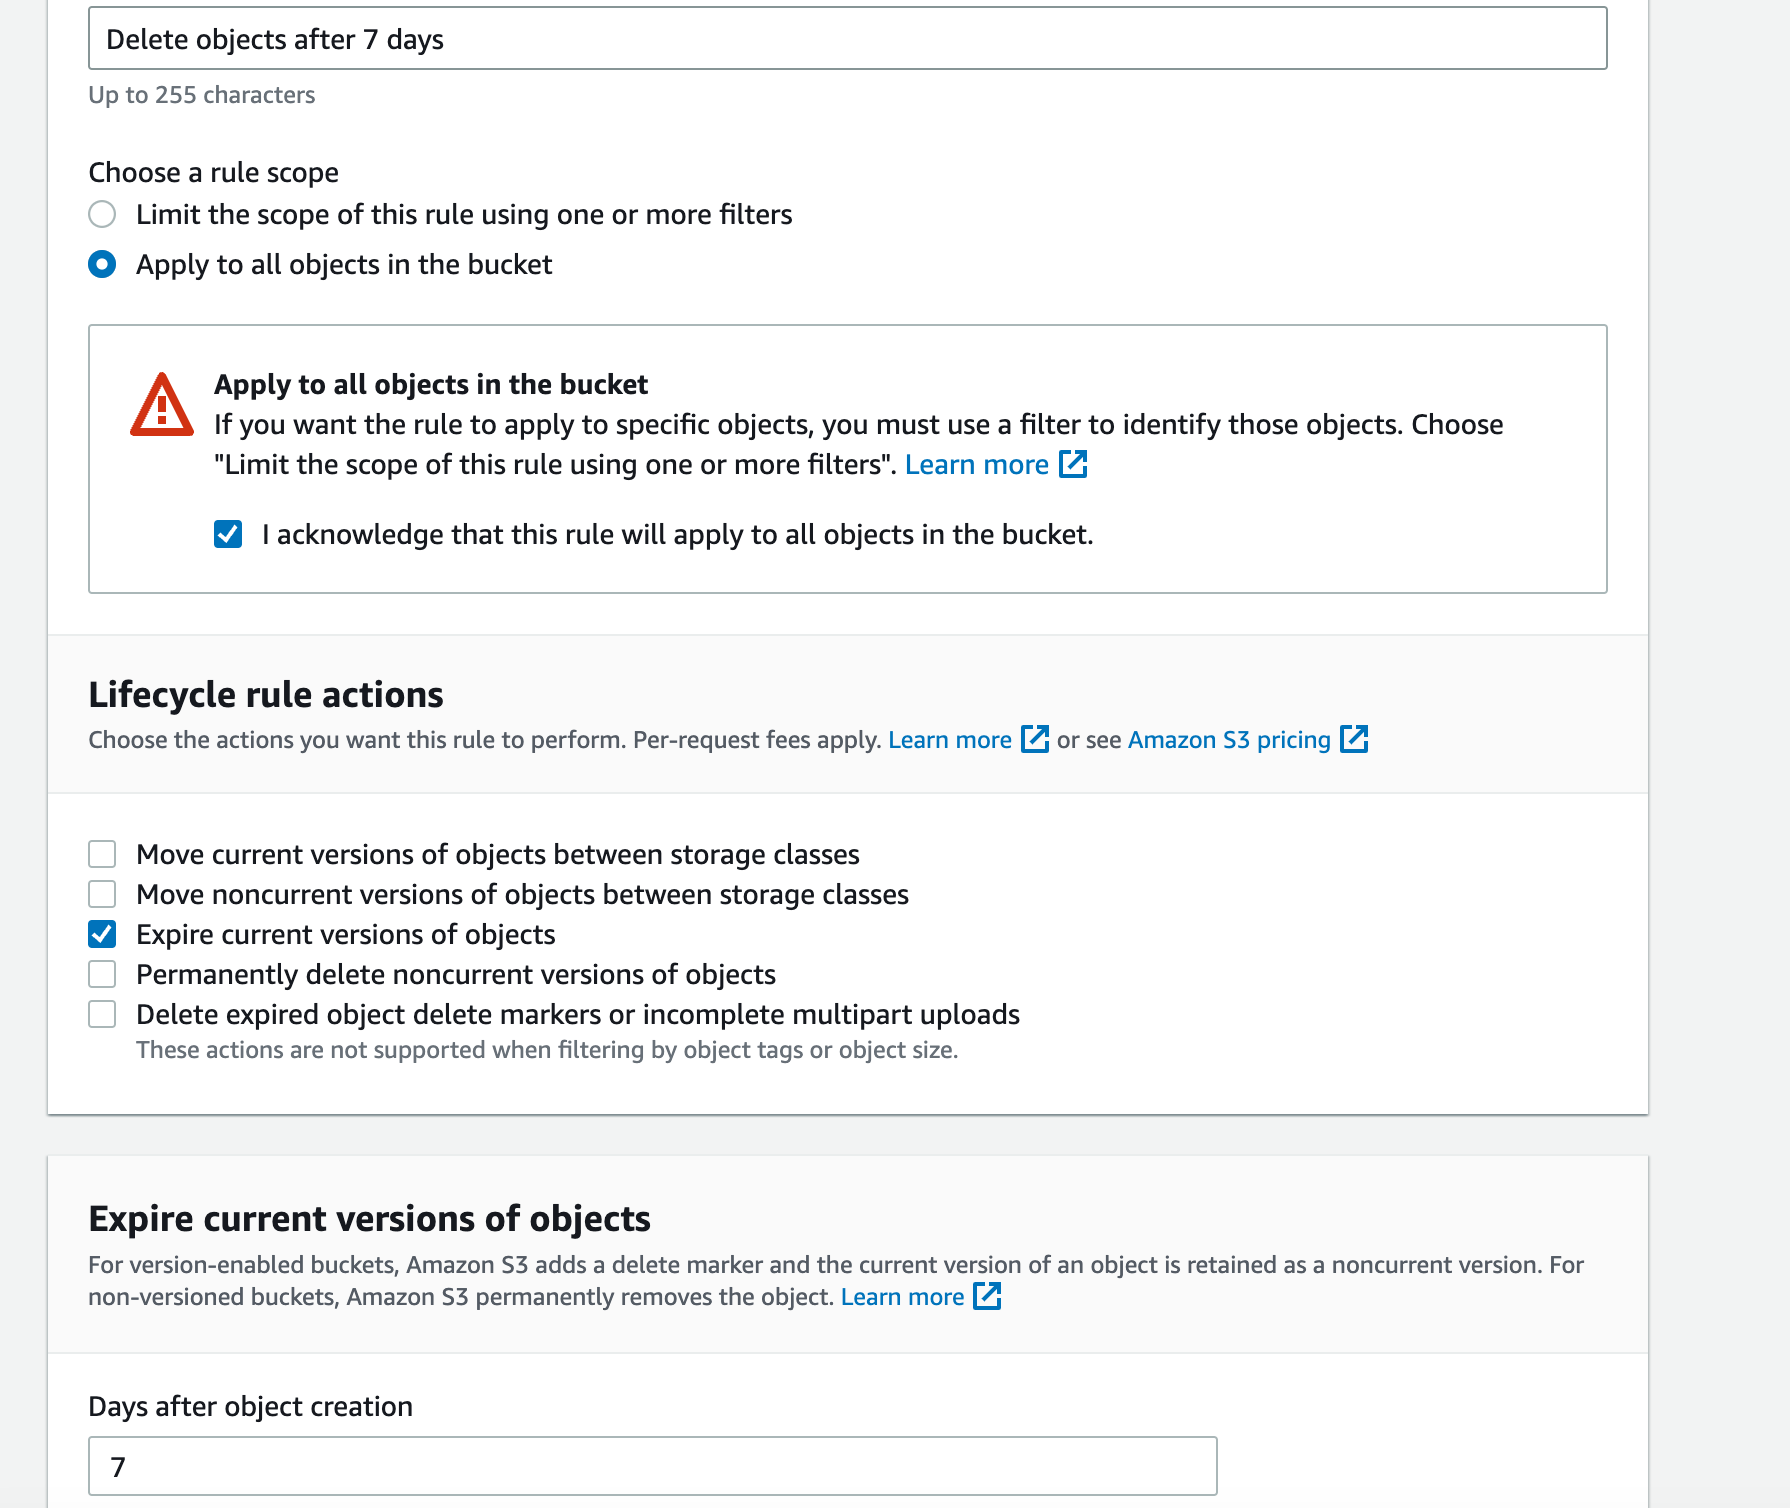 Delete objects after 7 days
Up to 255 characters
Choose a rule scope
Limit the scope of this rule using one or more filters
Apply to all objects in the bucket
Apply to all objects in the bucket
If you want the rule to apply to specific objects, you must use a filter to identify those objects. Choose
"Limit the scope of this rule using one or more filters". Learn more
I acknowledge that this rule will apply to all objects in the bucket.
Lifecycle rule actions
Choose the actions you want this rule to perform. Per-request fees apply. Learn more or see Amazon S3 pricing
Move current versions of objects between storage classes
Move noncurrent versions of objects between storage classes
Expire current versions of objects
Permanently delete noncurrent versions of objects
Delete expired object delete markers or incomplete multipart uploads
These actions are not supported when filtering by object tags or object size.
Expire current versions of objects
For version-enabled buckets, Amazon S3 adds a delete marker and the current version of an object is retained as a noncurrent version. For
non-versioned buckets, Amazon S3 permanently removes the object. Learn more
Days after object creation
7